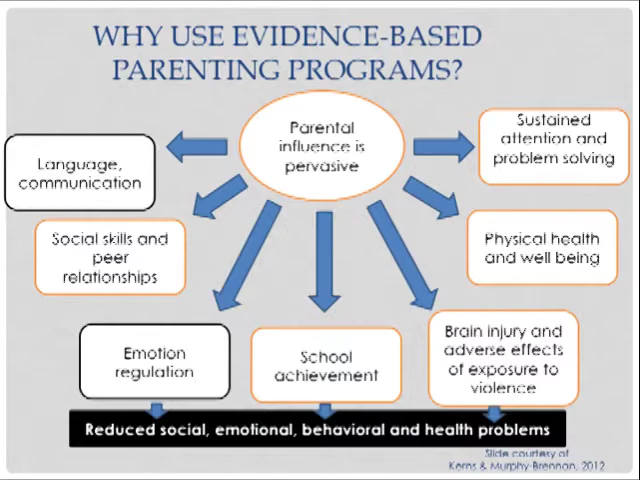 WHY USE EVIDENCE-BASED
PARENTING PROGRAMS?
Parental
influence is
pervasive
Sustained
attention and
problem solving
Language,
communication
Social skills and
peer
relationships
Physical health
and well being
Emotion
regulation
School
achievement
Brain injury and
adverse effects
of exposure to
violence
Reduced social, emotional, behavioral and health problems
Slide courtesy of
Kerns & Murphy-Brennan, 2012